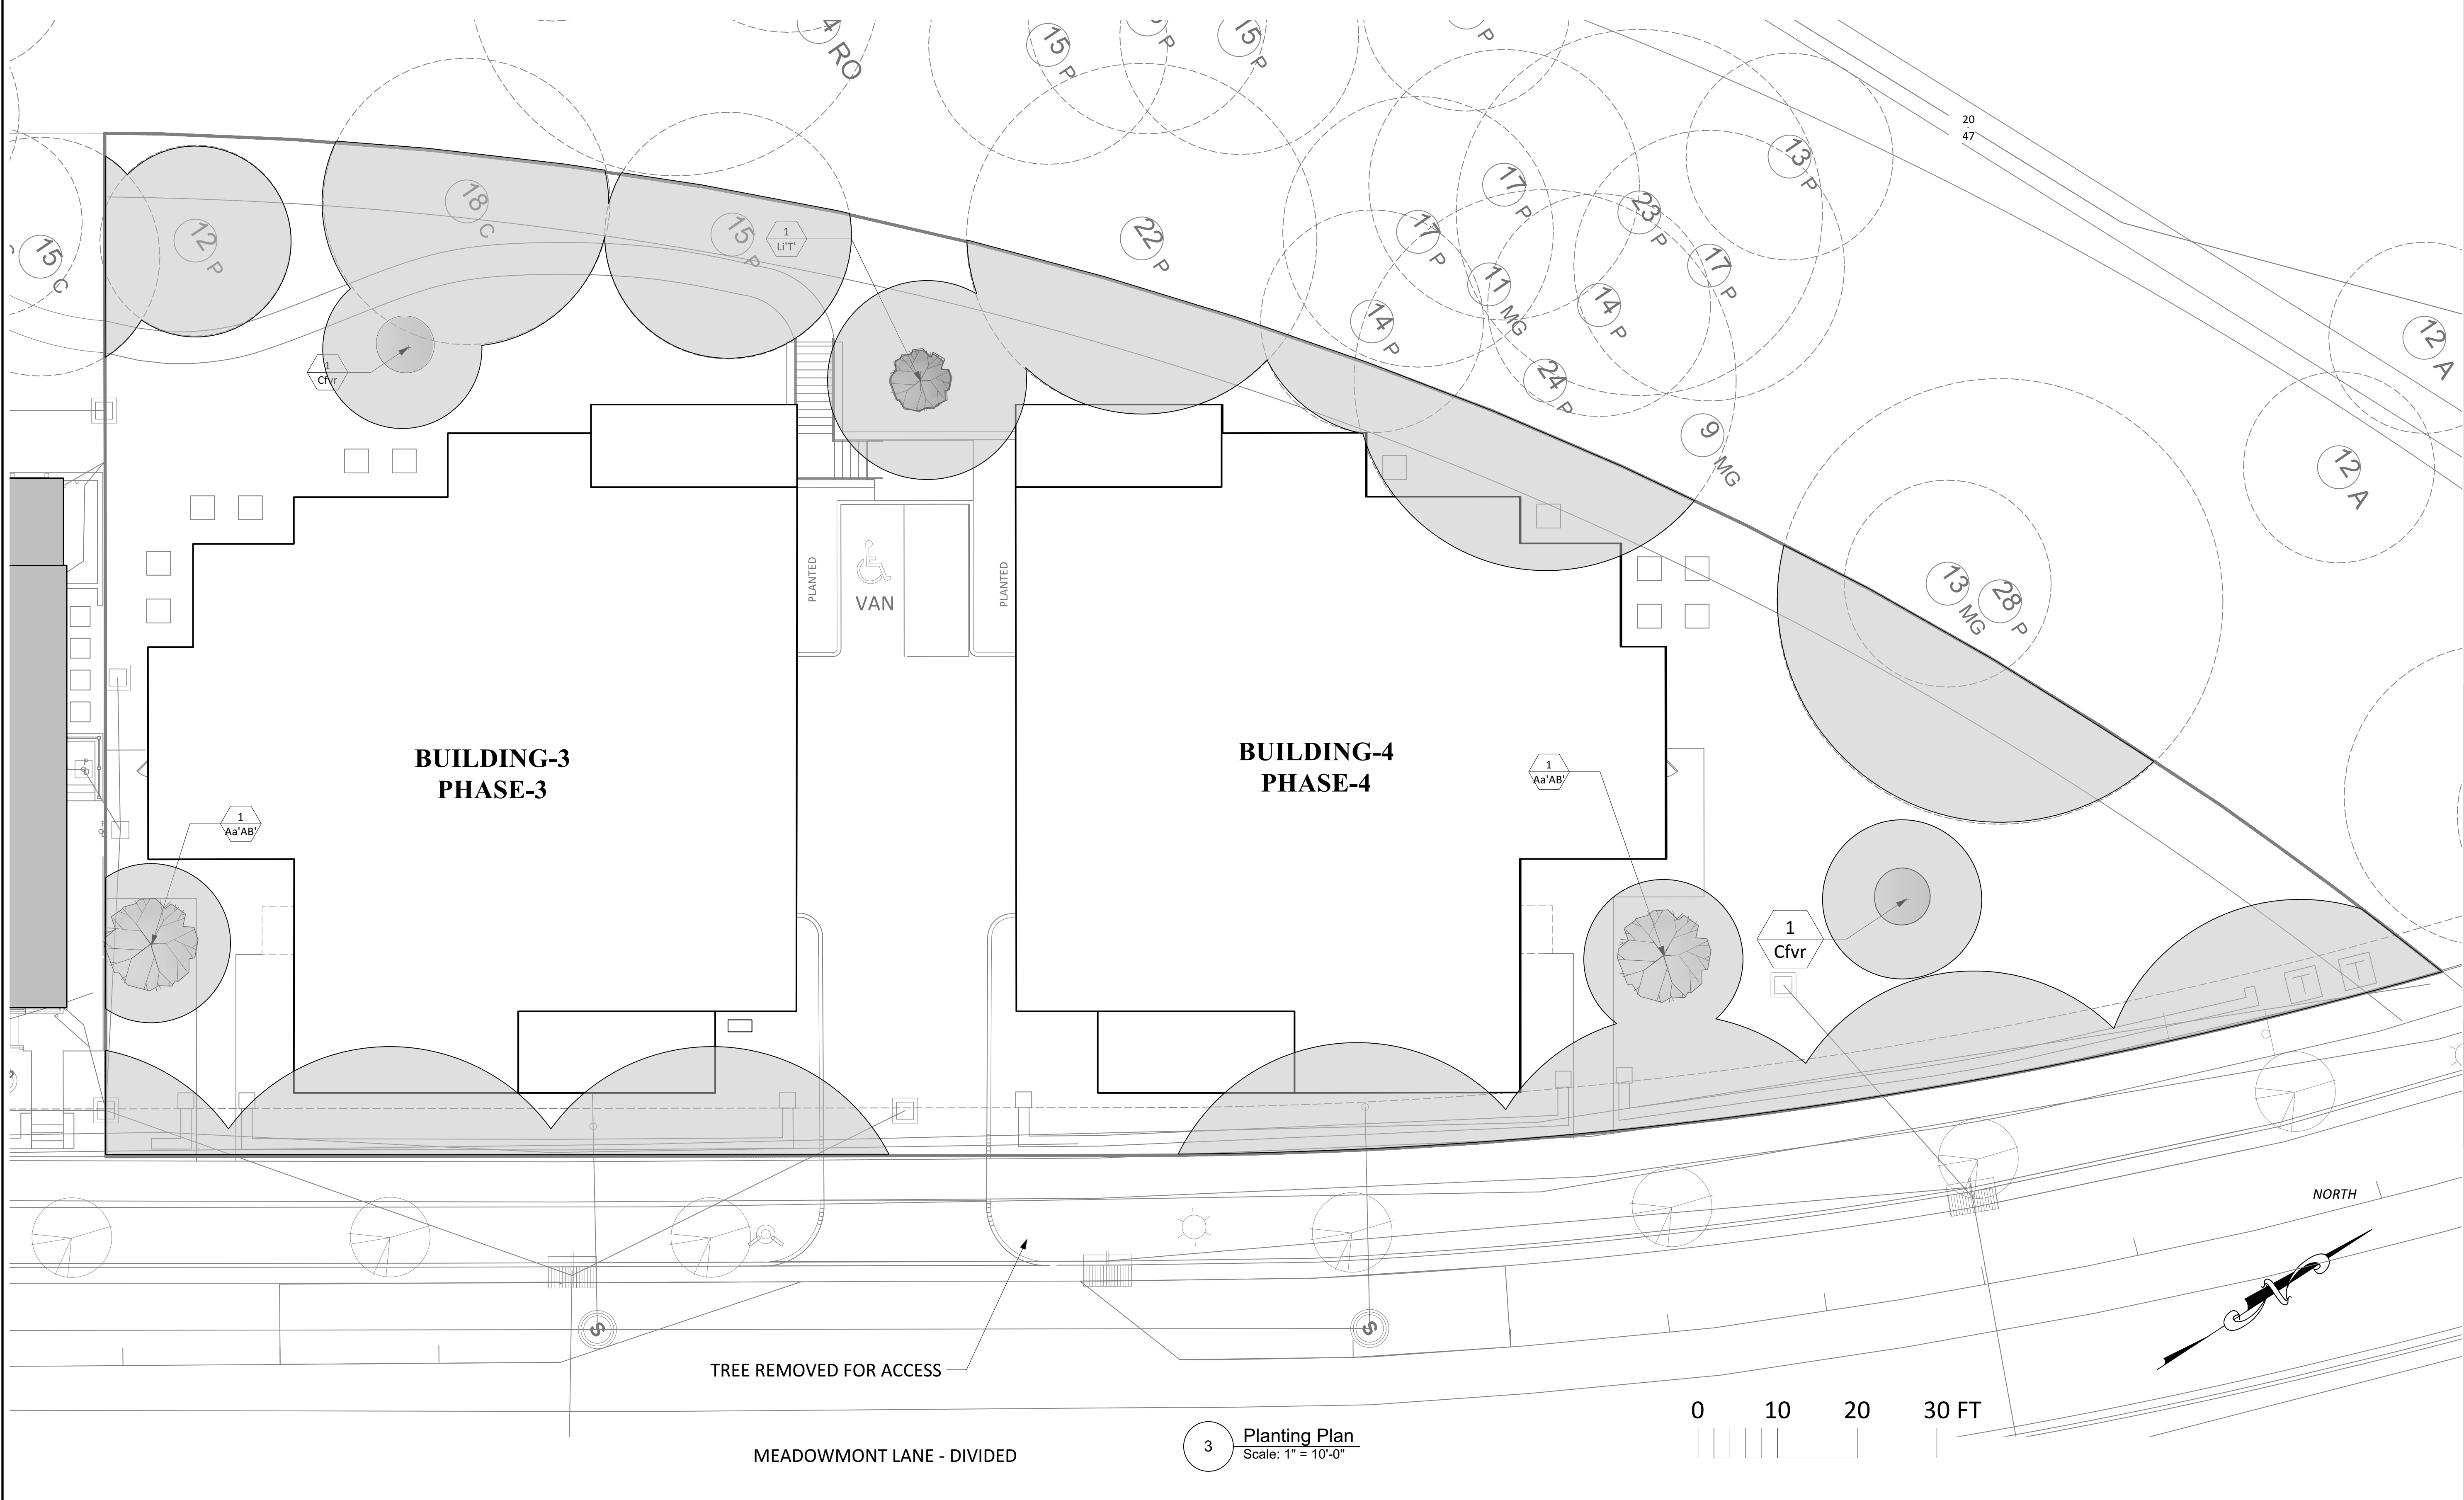 4 RO
15 P
P
15 P
P
20
47
13 P
17 P
23 P
18 C
12 P
15 P
1
Li'T'
22 P
17 P
15 C
17 P
11 MG
14 P
14 P
12 A
1
Cfvr
24 P
9 MG
12 A
PLANTED
VAN
PLANTED
13 MG
28 P
BUILDING-3
PHASE-3
BUILDING-4
PHASE-4
1
Aa'AB'
1
Aa'AB'
1
Cfvr
T T
NORTH
S
S
TREE REMOVED FOR ACCESS
0 10 20 30 FT
MEADOWMONT LANE - DIVIDED
3
Planting Plan
Scale: 1" = 10'-0"